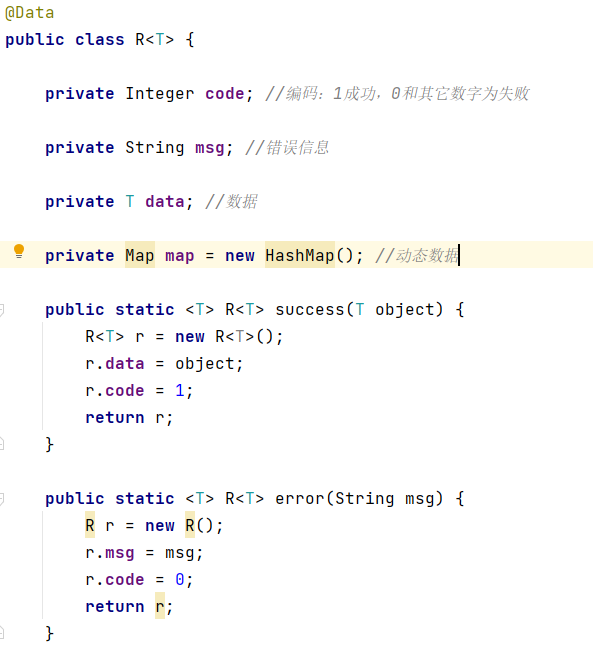 @Data
public class R<T> {
private Integer code; //编码：1成功，0和其它数字为失败
private String msg; //错误信息
private T data; //数据
private Map map = new HashMap(); //动态数据
public static <T> R<T> success(T object) {
R<T> r = new R<T>();
r.data = object;
r.code = 1;
return r;
}
public static <T> R<T> error(String msg) {
R r = new R();
r.msg = msg;
r.code = 0;
return r;
}